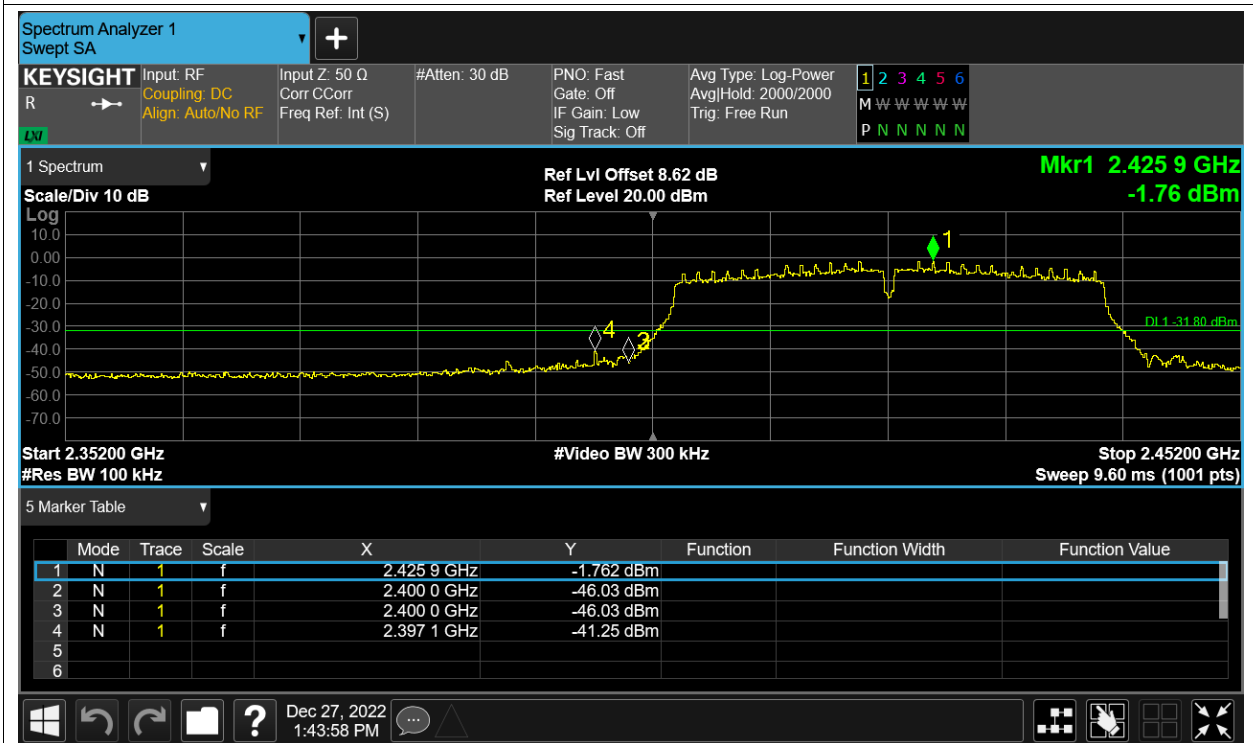 Spectrum Analyzer 1
Swept SA
KEYSIGHT
R
LXI
Input: RF
Coupling: DC
Align: Auto/No RF
Input Z: 50 Ω
Corr CCorr
Freq Ref: Int (S)
#Atten: 30 dB
PNO: Fast
Gate: Off
IF Gain: Low
Sig Track: Off
Avg Type: Log-Power
Avg|Hold: 2000/2000
Trig: Free Run
1 2 3 4 5 6
M W W W W W
P N N N N N
1 Spectrum
Scale/Div 10 dB
Ref Lvl Offset 8.62 dB
Ref Level 20.00 dBm
Mkr1 2.425 9 GHz
-1.76 dBm
Log
10.0
0.00
-10.0
-20.0
-30.0
-40.0
-50.0
-60.0
-70.0
1
4
DL1 -31.80 dBm
Start 2.35200 GHz
#Res BW 100 kHz
#Video BW 300 kHz
Stop 2.45200 GHz
Sweep 9.60 ms (1001 pts)
5 Marker Table
Mode Trace Scale X Y Function Function Width Function Value
1 N 1 f 2.425 9 GHz -1.762 dBm
2 N 1 f 2.400 0 GHz -46.03 dBm
3 N 1 f 2.400 0 GHz -46.03 dBm
4 N 1 f 2.397 1 GHz -41.25 dBm
5
6
?
Dec 27, 2022
1:43:58 PM